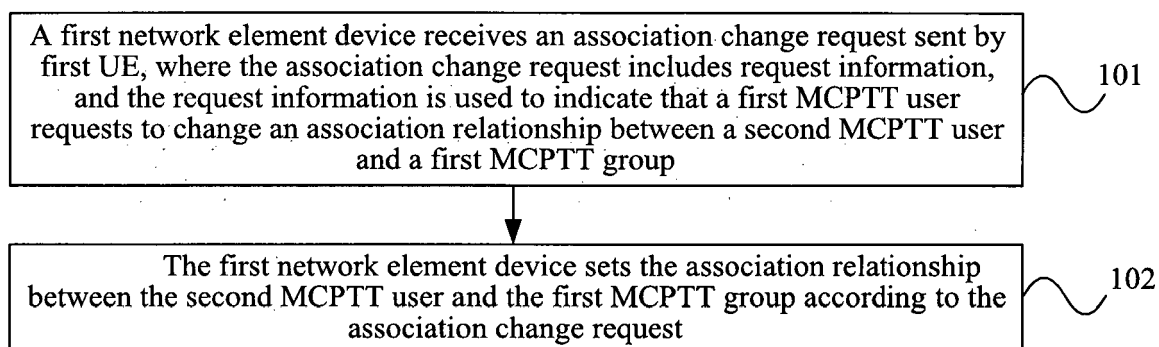 A first network element device receives an association change request sent by
first UE, where the association change request includes request information,
and the request information is used to indicate that a first MCPTT user
requests to change an association relationship between a second MCPTT user
and a first MCPTT group
101
The first network element device sets the association relationship
between the second MCPTT user and the first MCPTT group according to the
association change request
102